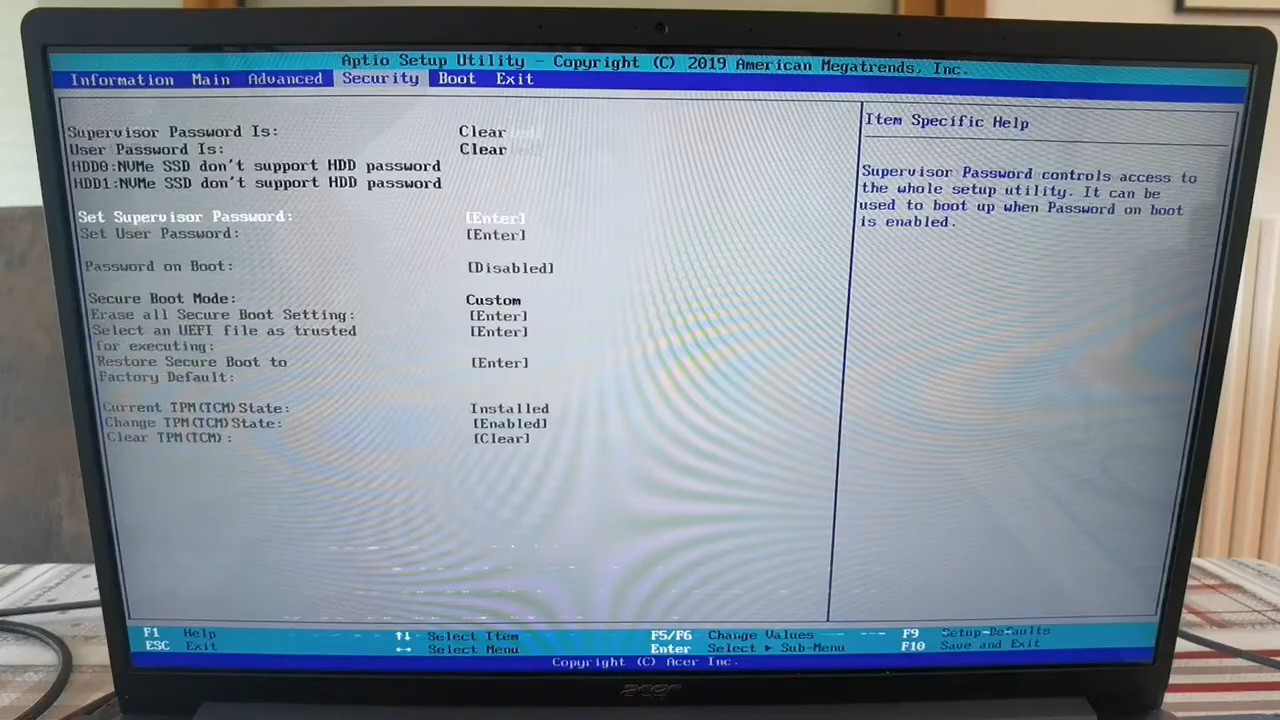 Aptio Setup Utility - Copyright (C) 2019 American Megatrends, Inc.
Information Main Advanced Security Boot Exit
Item Specific Help
Supervisor Password controls access to
the whole setup utility. It can be
used to boot up when Password on boot
is enabled.
Supervisor Password Is: Clear
User Password Is: Clear
HDD0:NVMe SSD don't support HDD password
HDD1:NVMe SSD don't support HDD password
Set Supervisor Password: [Enter]
Set User Password: [Enter]
Password on Boot: [Disabled]
Secure Boot Mode: Custom
Erase all Secure Boot Setting: [Enter]
Select an UEFI file as trusted [Enter]
for executing:
Restore Secure Boot to [Enter]
Factory Default:
Current TPM(TCM)State: Installed
Change TPM(TCM)State: [Enabled]
Clear TPM(TCM) : [Clear]
F1 Help ↑↓ Select Item F5/F6 Change Values F9 Setup Defaults
ESC Exit ←→ Select Menu Enter Select ► Sub-Menu F10 Save and Exit
Copyright (C) Acer Inc.
acer